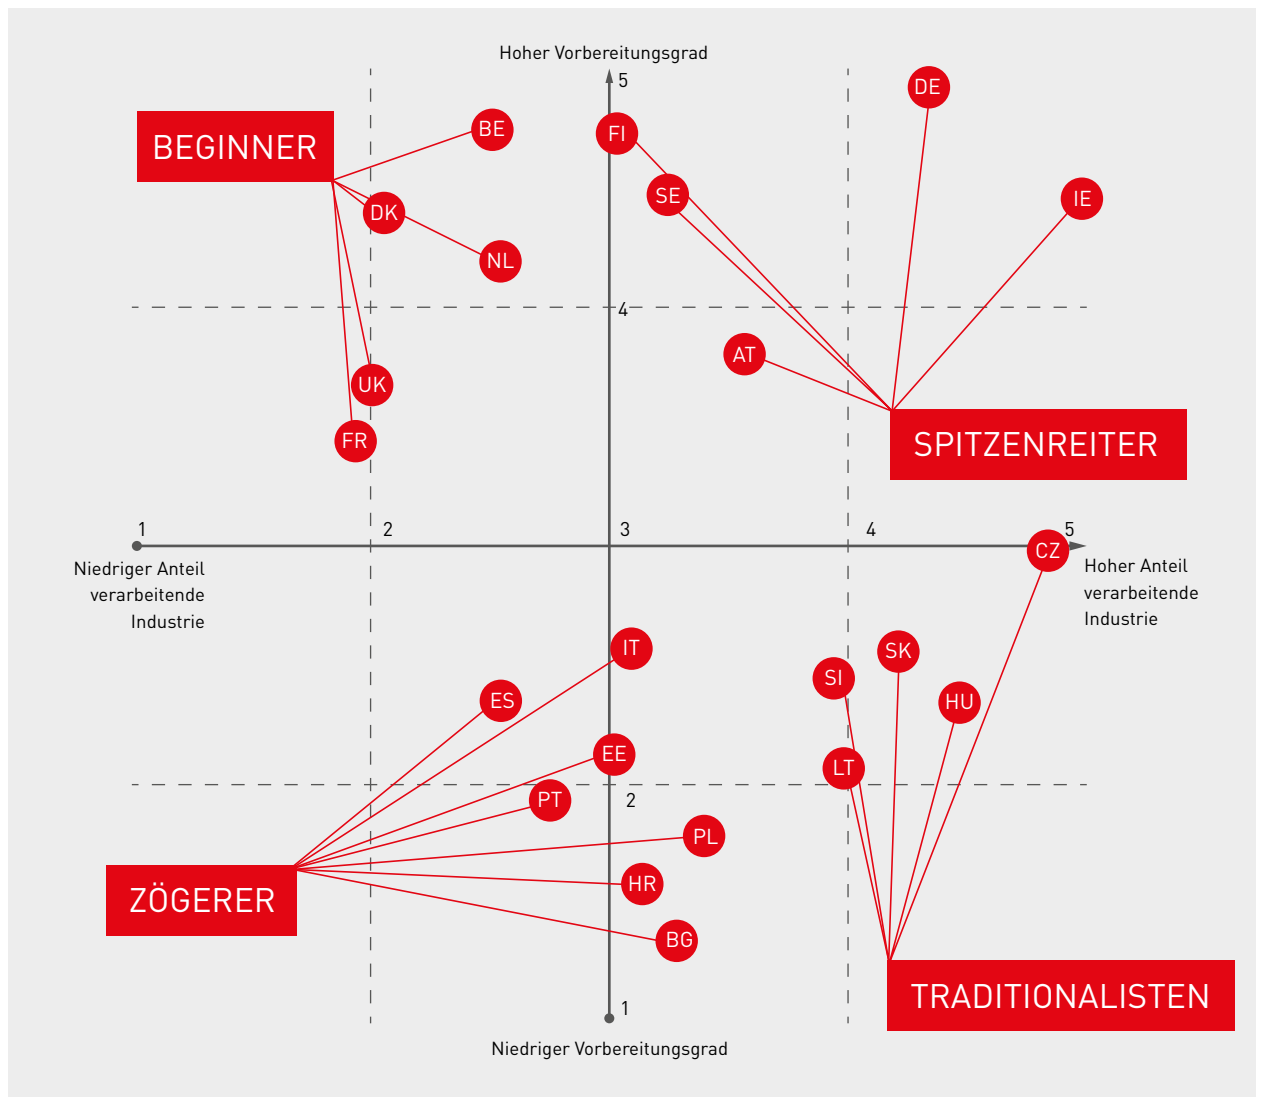 Hoher Vorbereitungsgrad
5
DE
BEGINNER
BE
FI
SE
IE
DK
NL
4
AT
UK
SPITZENREITER
FR
1
2
3
4
5
CZ
Niedriger Anteil
verarbeitende
Industrie
Hoher Anteil
verarbeitende
Industrie
IT
SK
SI
ES
HU
EE
LT
PT
2
PL
HR
ZÖGERER
BG
TRADITIONALISTEN
1
Niedriger Vorbereitungsgrad